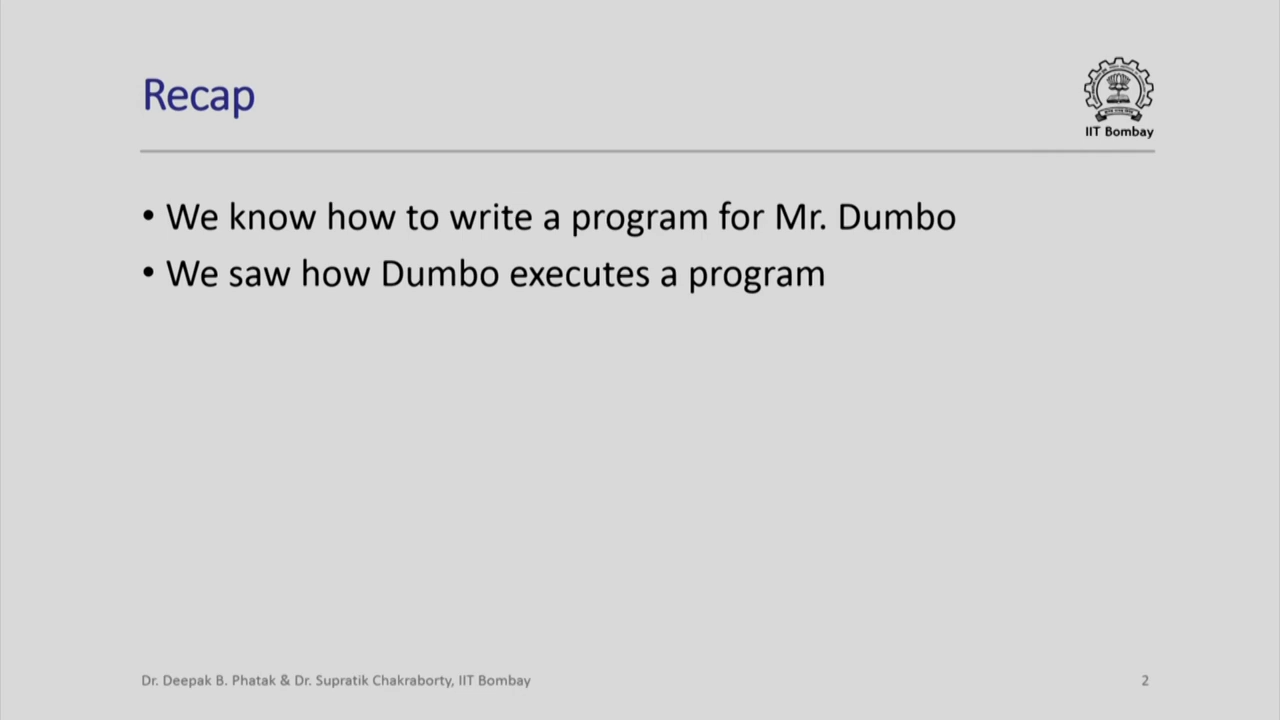 Recap
IIT Bombay
• We know how to write a program for Mr. Dumbo
• We saw how Dumbo executes a program
Dr. Deepak B. Phatak & Dr. Supratik Chakraborty, IIT Bombay
2